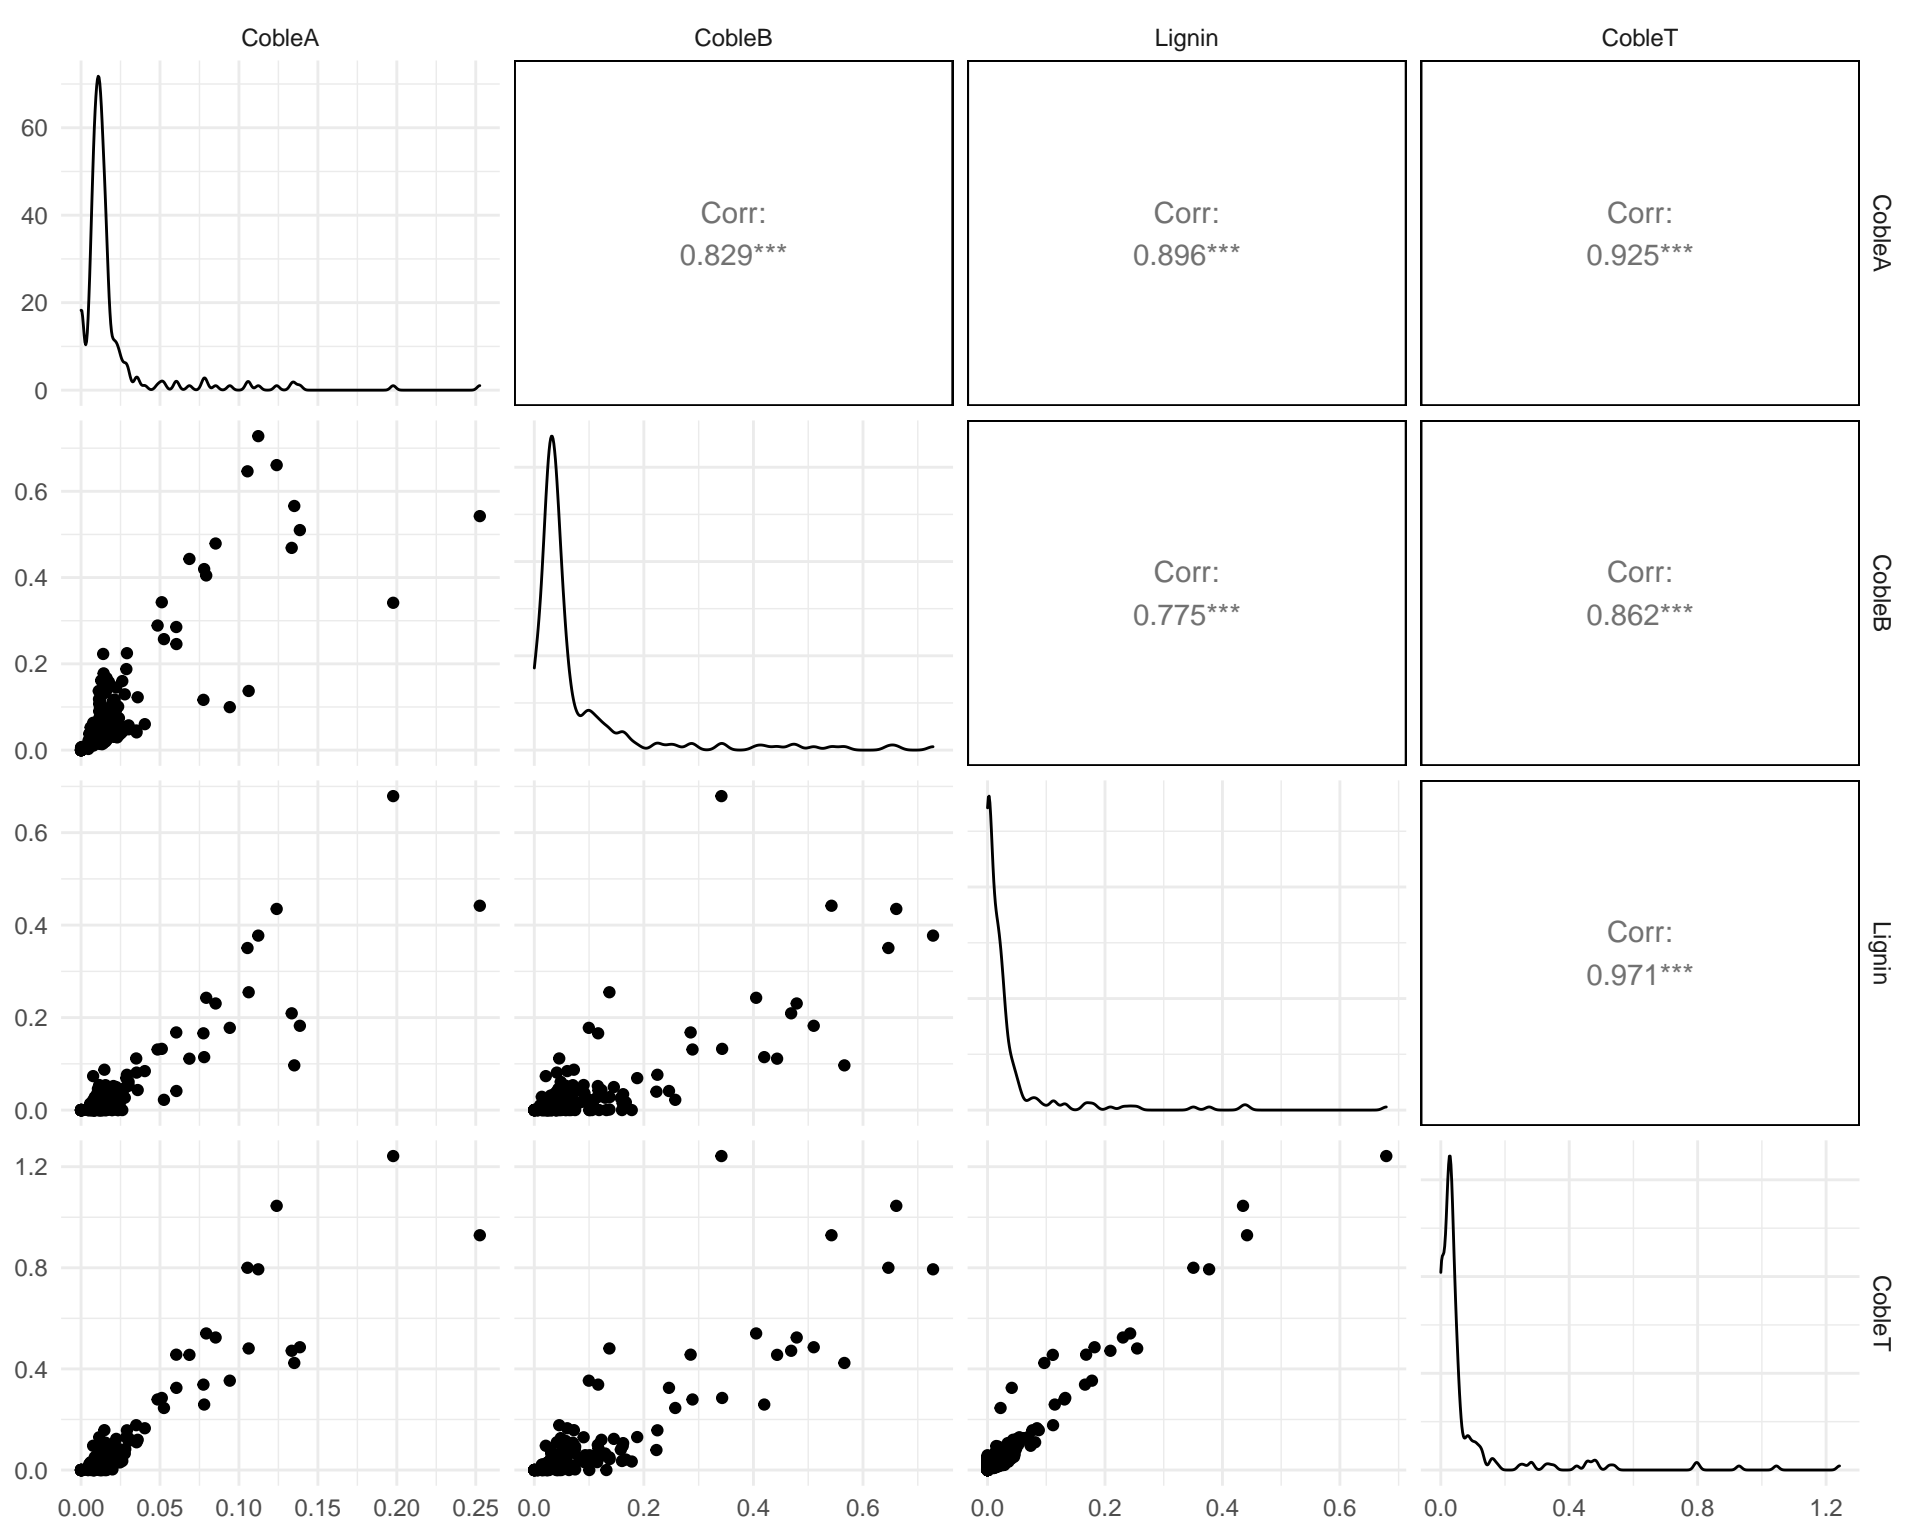 CobleA CobleB Lignin CobleT
60
40
20
0
Corr:
0.829***
Corr:
0.896***
Corr:
0.925***
CobleA
0.6
0.4
0.2
0.0
Corr:
0.775***
Corr:
0.862***
CobleB
0.6
0.4
0.2
0.0
Corr:
0.971***
Lignin
1.2
0.8
0.4
0.0
CobleT
0.00 0.05 0.10 0.15 0.20 0.25 0.0 0.2 0.4 0.6 0.0 0.2 0.4 0.6 0.0 0.4 0.8 1.2